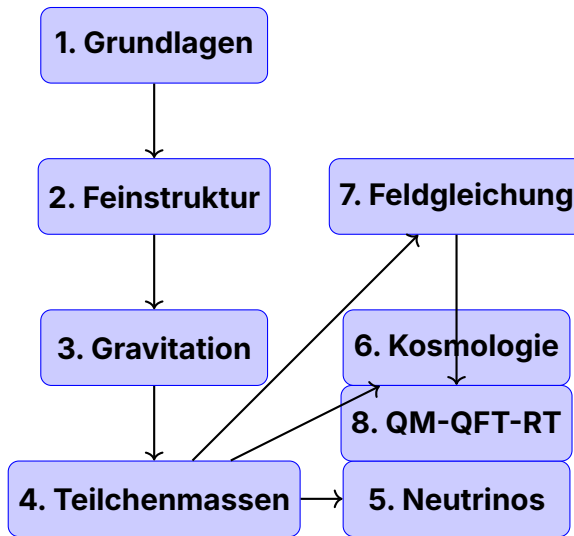 1. Grundlagen
2. Feinstruktur
7. Feldgleichung
3. Gravitation
6. Kosmologie
8. QM-QFT-RT
4. Teilchenmassen
5. Neutrinos